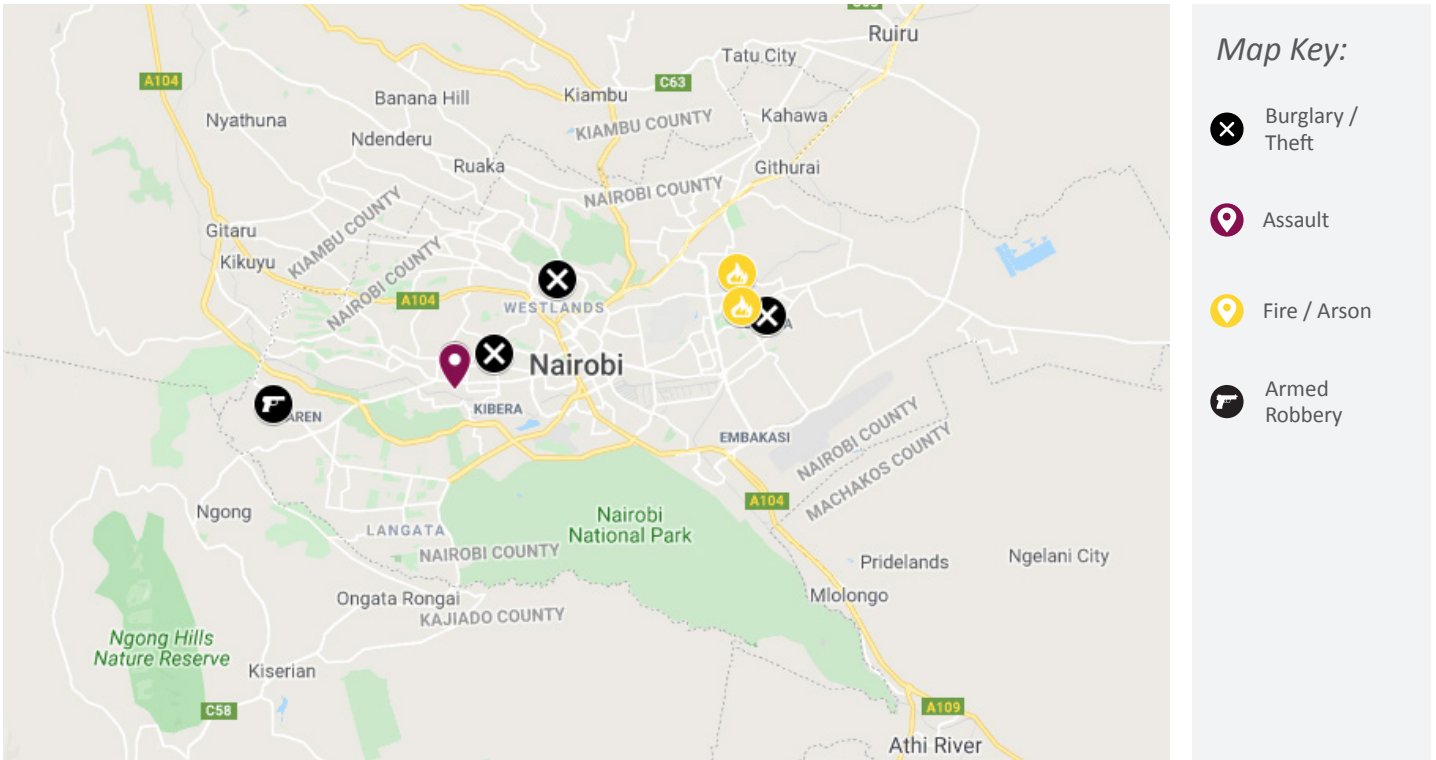 C63
Ruiru
Tatu City
A104
C63
Banana Hill
Kiambu
Nyathuna
Kahawa
KIAMBU COUNTY
Ndenderu
Ruaka
Githurai
NAIROBI COUNTY
KIAMBU COUNTY
Gitaru
Kikuyu
NAIROBI COUNTY
A104
WESTLANDS
Nairobi
KIBERA
AREN
EMBAKASI
NAIROBI COUNTY
MACHAKOS COUNTY
A104
Ngong
Nairobi
National Park
LANGATA
NAIROBI COUNTY
Pridelands
Ngelani City
Ongata Rongai
Mlolongo
KAJIADO COUNTY
Ngong Hills
Nature Reserve
Kiserian
C58
A109
Athi River
Map Key:
Burglary /
Theft
Assault
Fire / Arson
Armed
Robbery